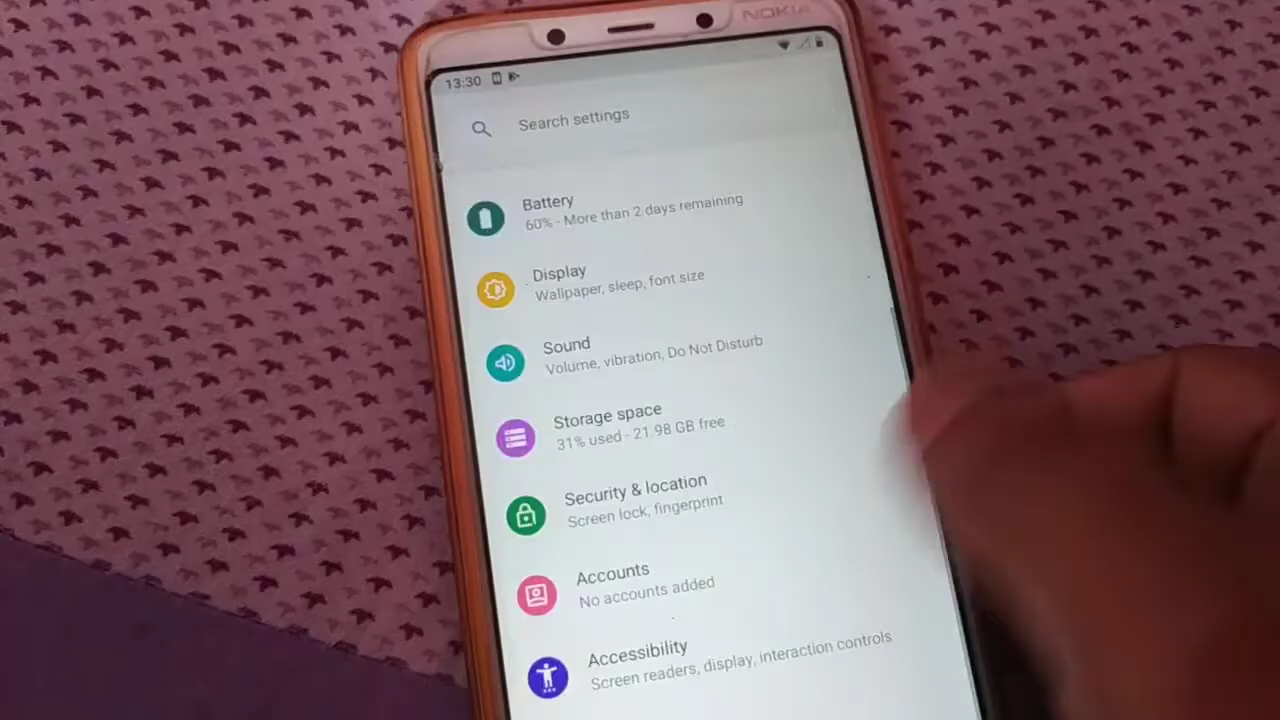 NOKIA
13:30
Search settings
Battery
60% - More than 2 days remaining
Display
Wallpaper, sleep, font size
Sound
Volume, vibration, Do Not Disturb
Storage space
31% used - 21.98 GB free
Security & location
Screen lock, fingerprint
Accounts
No accounts added
Accessibility
Screen readers, display, interaction controls